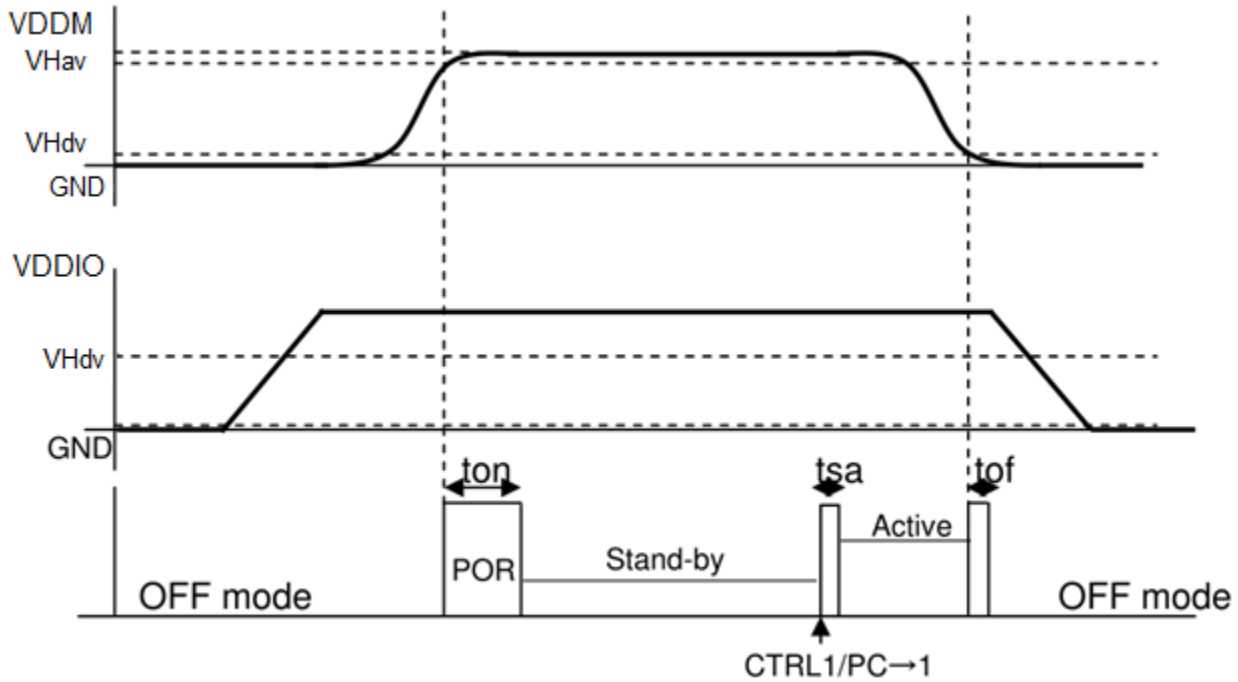 VDDM
VHav
VHdv
GND
VDDIO
VHdv
GND
ton
tsa
tof
POR
Stand-by
Active
OFF mode
OFF mode
CTRL1/PC→1